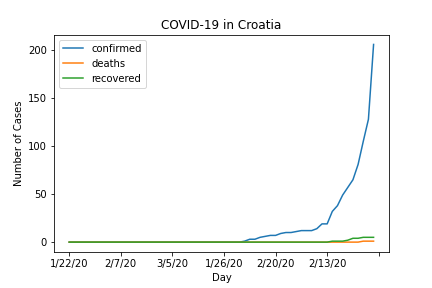 COVID-19 in Croatia
confirmed
deaths
recovered
Number of Cases
200
150
100
50
0
1/22/20 2/7/20 3/5/20 1/26/20 2/20/20 2/13/20
Day